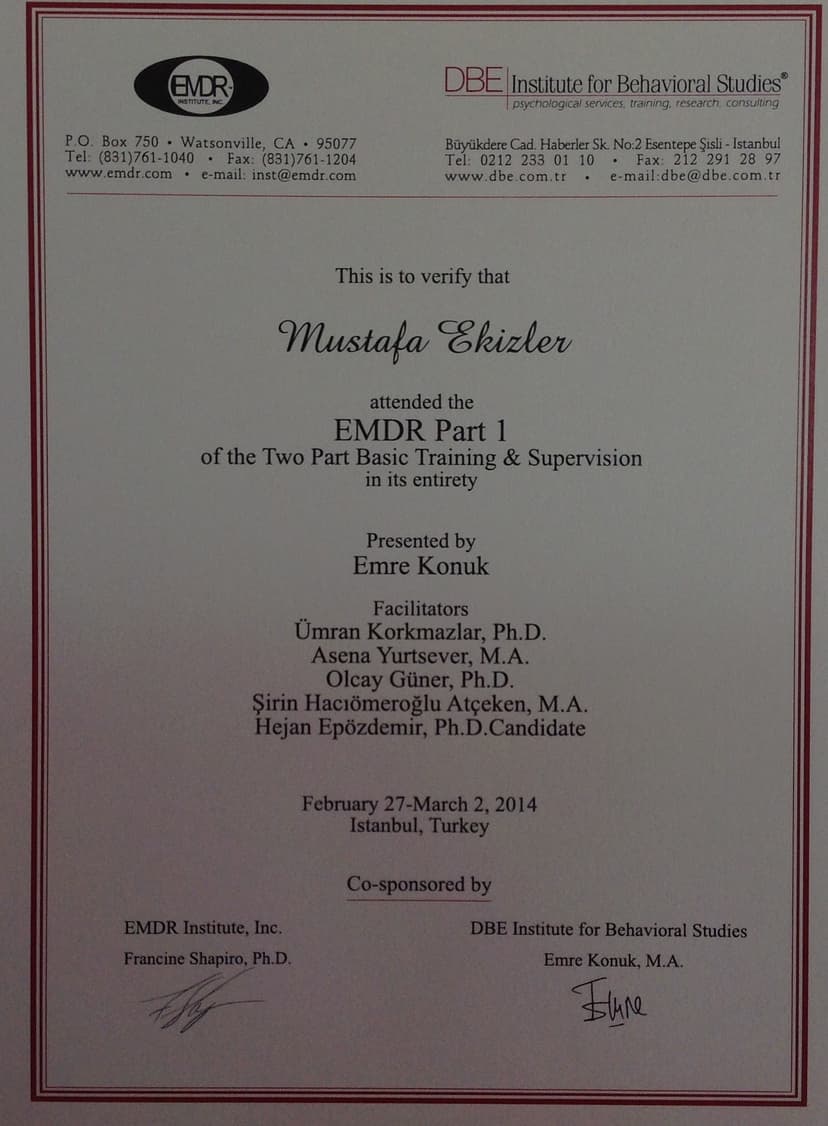 EMDR
INSTITUTE, INC.
P.O. Box 750 • Watsonville, CA • 95077
Tel: (831)761-1040 • Fax: (831)761-1204
www.emdr.com • e-mail: inst@emdr.com
DBE Institute for Behavioral Studies®
psychological services, training, research, consulting
Büyükdere Cad. Haberler Sk. No:2 Esentepe Şisli - Istanbul
Tel: 0212 233 01 10 • Fax: 212 291 28 97
www.dbe.com.tr • e-mail:dbe@dbe.com.tr
This is to verify that
Mustafa Ekizler
attended the
EMDR Part 1
of the Two Part Basic Training & Supervision
in its entirety
Presented by
Emre Konuk
Facilitators
Ümran Korkmazlar, Ph.D.
Asena Yurtsever, M.A.
Olcay Güner, Ph.D.
Şirin Hacıömeroğlu Atçeken, M.A.
Hejan Epözdemir, Ph.D.Candidate
February 27-March 2, 2014
Istanbul, Turkey
Co-sponsored by
EMDR Institute, Inc.
Francine Shapiro, Ph.D.
DBE Institute for Behavioral Studies
Emre Konuk, M.A.